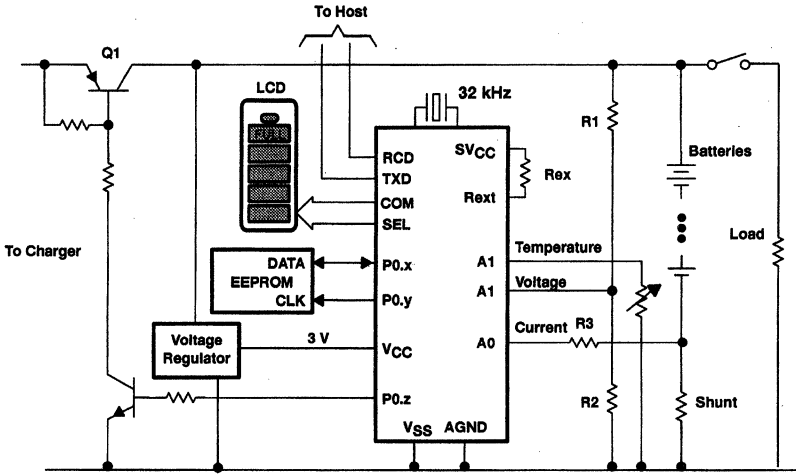 To Host
Q1
LCD
32 kHz
FULL
R1
RCD
SVCC
Batteries
TXD
Rex
COM
Rext
SEL
Load
To Charger
Temperature
DATA
P0.x
A1
EEPROM
Voltage
A1
CLK
P0.y
Current
R3
Voltage
Regulator
3 V
VCC
A0
P0.z
R2
Shunt
VSS
AGND